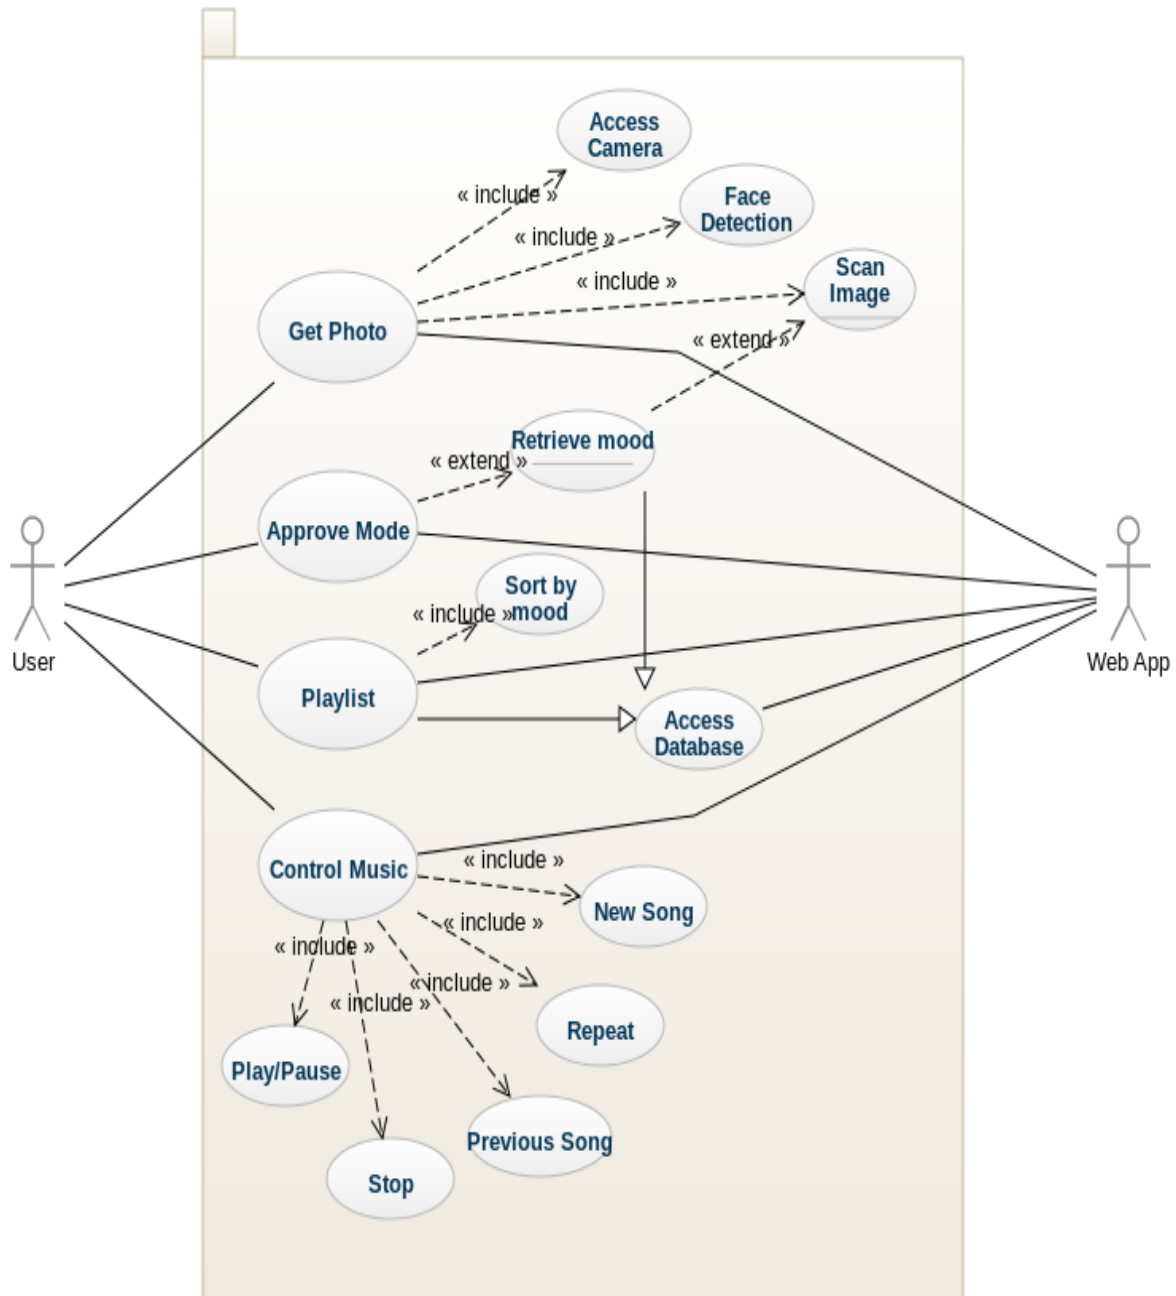 Access
Camera
« include »
Face
Detection
« include »
Scan
Image
« include »
Get Photo
« extend »
Retrieve mood
« extend »
Approve Mode
Sort by
mood
« include »
User
Web App
Playlist
Access
Database
Control Music
« include »
New Song
« include »
« include »
« include »
« include »
Repeat
Play/Pause
Previous Song
Stop